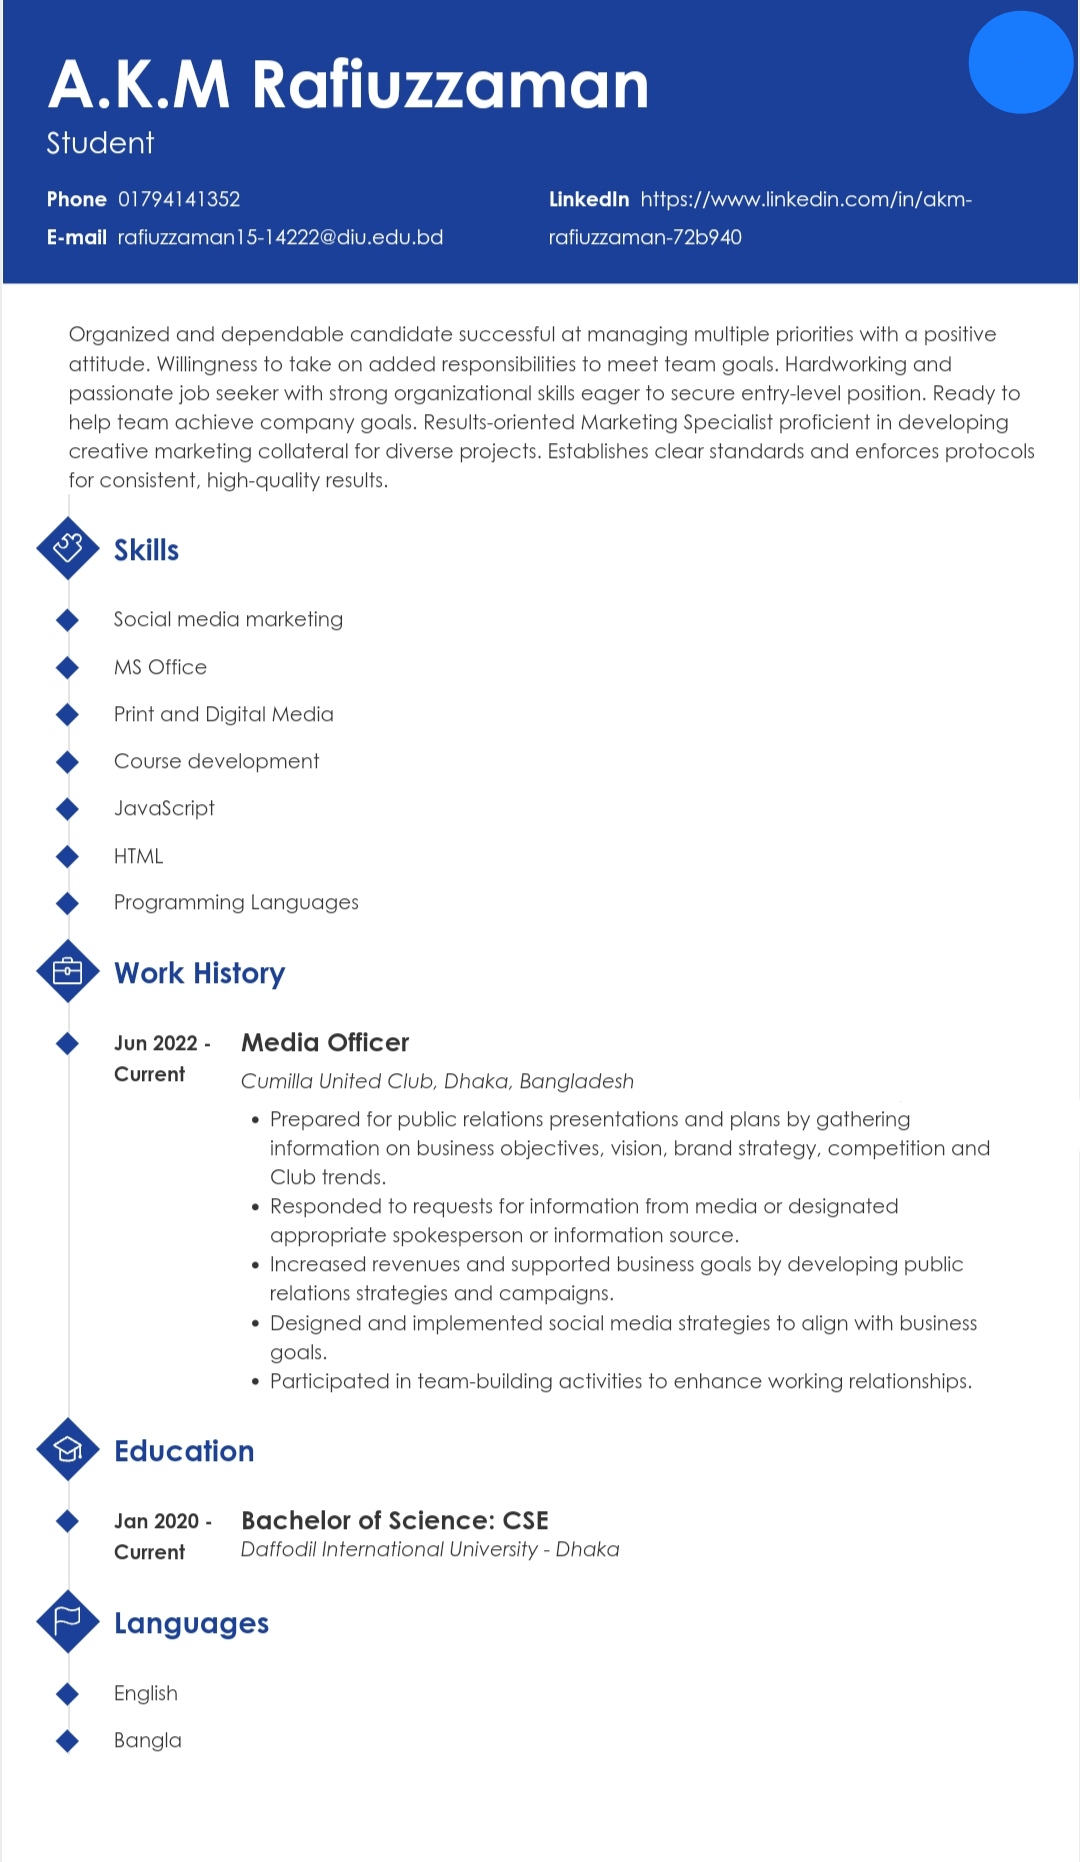 A.K.M Rafiuzzaman
Student
Phone 01794141352
E-mail rafiuzzaman15-14222@diu.edu.bd
LinkedIn https://www.linkedin.com/in/akm-
rafiuzzaman-72b940
Organized and dependable candidate successful at managing multiple priorities with a positive
attitude. Willingness to take on added responsibilities to meet team goals. Hardworking and
passionate job seeker with strong organizational skills eager to secure entry-level position. Ready to
help team achieve company goals. Results-oriented Marketing Specialist proficient in developing
creative marketing collateral for diverse projects. Establishes clear standards and enforces protocols
for consistent, high-quality results.
Skills
Social media marketing
MS Office
Print and Digital Media
Course development
JavaScript
HTML
Programming Languages
Work History
Jun 2022 -
Current
Media Officer
Cumilla United Club, Dhaka, Bangladesh
• Prepared for public relations presentations and plans by gathering
information on business objectives, vision, brand strategy, competition and
Club trends.
• Responded to requests for information from media or designated
appropriate spokesperson or information source.
• Increased revenues and supported business goals by developing public
relations strategies and campaigns.
• Designed and implemented social media strategies to align with business
goals.
• Participated in team-building activities to enhance working relationships.
Education
Jan 2020 -
Current
Bachelor of Science: CSE
Daffodil International University - Dhaka
Languages
English
Bangla